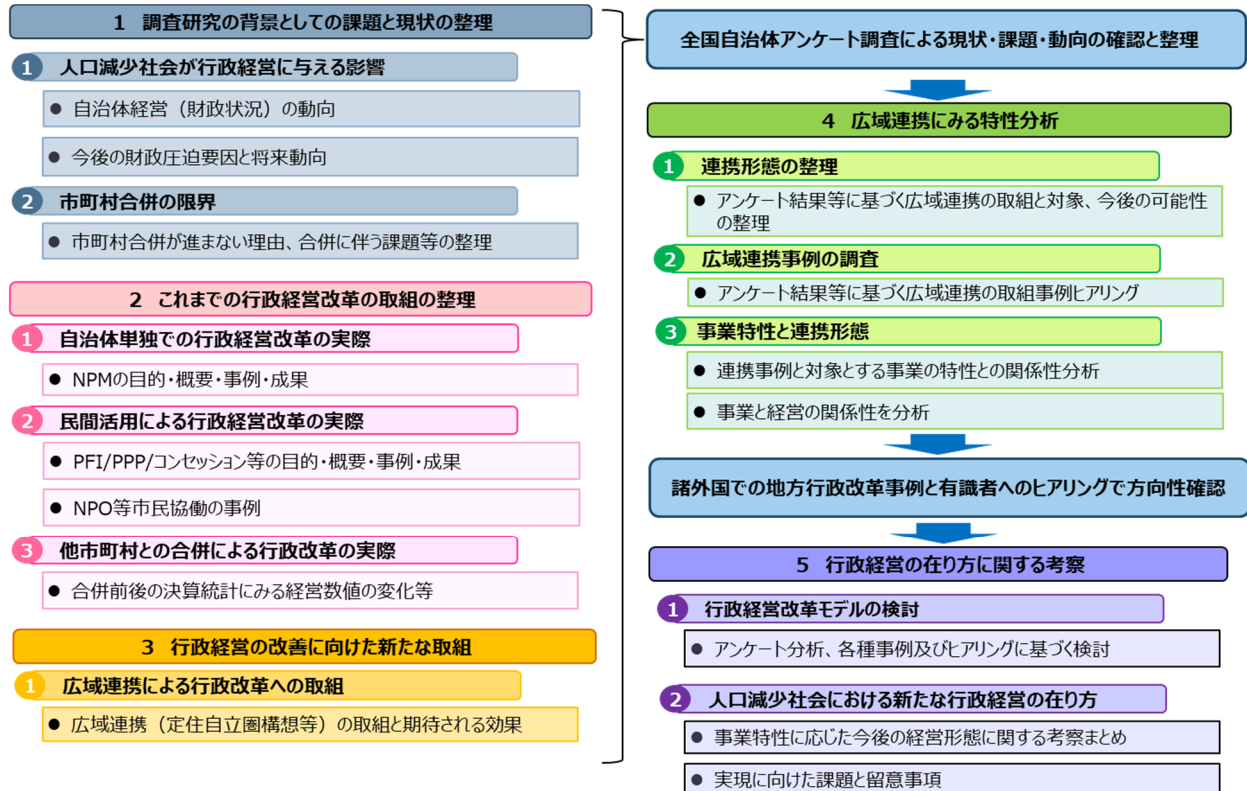 1 調査研究の背景としての課題と現状の整理
1 人口減少社会が行政経営に与える影響
● 自治体経営（財政状況）の動向
● 今後の財政圧迫要因と将来動向
2 市町村合併の限界
● 市町村合併が進まない理由、合併に伴う課題等の整理
2 これまでの行政経営改革の取組の整理
1 自治体単独での行政経営改革の実際
● NPMの目的・概要・事例・成果
2 民間活用による行政経営改革の実際
● PFI/PPP/コンセッション等の目的・概要・事例・成果
● NPO等市民協働の事例
3 他市町村との合併による行政改革の実際
● 合併前後の決算統計にみる経営数値の変化等
3 行政経営の改善に向けた新たな取組
1 広域連携による行政改革への取組
● 広域連携（定住自立圏構想等）の取組と期待される効果
全国自治体アンケート調査による現状・課題・動向の確認と整理
4 広域連携にみる特性分析
1 連携形態の整理
● アンケート結果等に基づく広域連携の取組と対象、今後の可能性
の整理
2 広域連携事例の調査
● アンケート結果等に基づく広域連携の取組事例ヒアリング
3 事業特性と連携形態
● 連携事例と対象とする事業の特性との関係性分析
● 事業と経営の関係性を分析
諸外国での地方行政改革事例と有識者へのヒアリングで方向性確認
5 行政経営の在り方に関する考察
1 行政経営改革モデルの検討
● アンケート分析、各種事例及びヒアリングに基づく検討
2 人口減少社会における新たな行政経営の在り方
● 事業特性に応じた今後の経営形態に関する考察まとめ
● 実現に向けた課題と留意事項